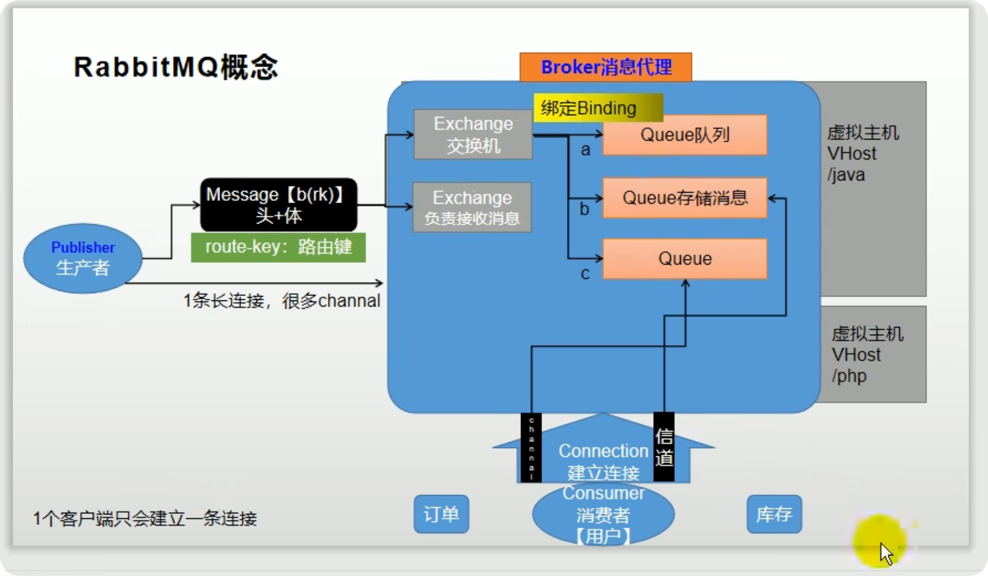 RabbitMQ概念
Broker消息代理
绑定Binding
Exchange
交换机
Queue队列
a
虚拟主机
VHost
/java
Message【b(rk)】
头+体
Exchange
负责接收消息
Queue存储消息
b
route-key：路由键
Publisher
生产者
Queue
c
1条长连接，很多channal
虚拟主机
VHost
/php
channal
信道
Connection
建立连接
Consumer
消费者
【用户】
订单
库存
1个客户端只会建立一条连接